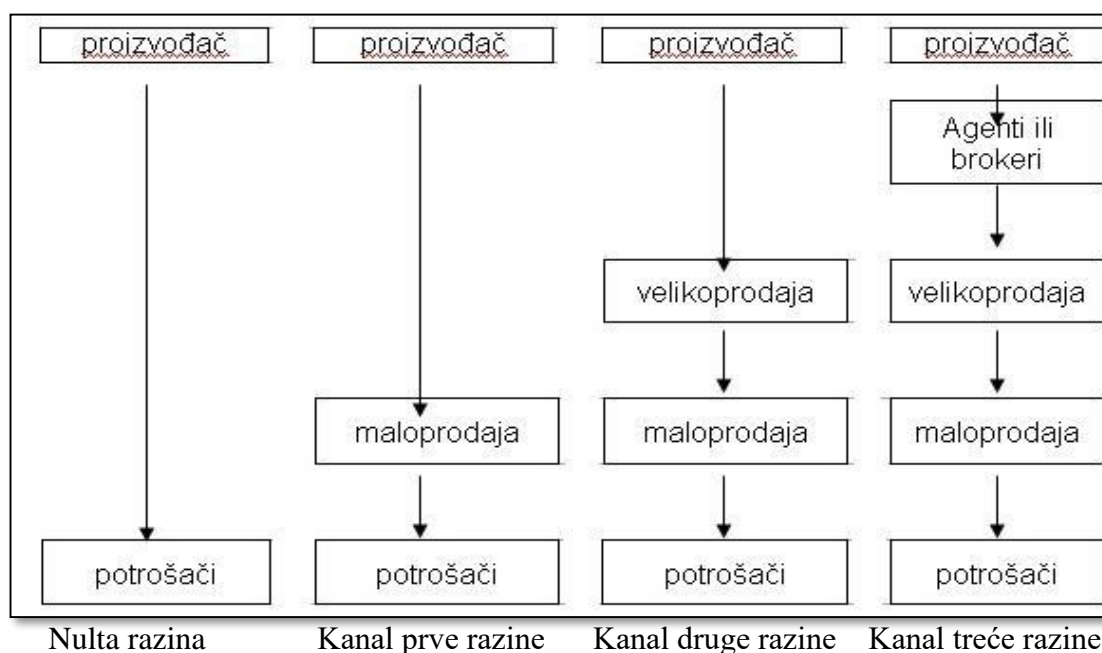 proizvođač proizvođač proizvođač proizvođač
Agenti ili
brokeri
velikoprodaja velikoprodaja
maloprodaja maloprodaja maloprodaja
potrošači potrošači potrošači potrošači
Nulta razina Kanal prve razine Kanal druge razine Kanal treće razine